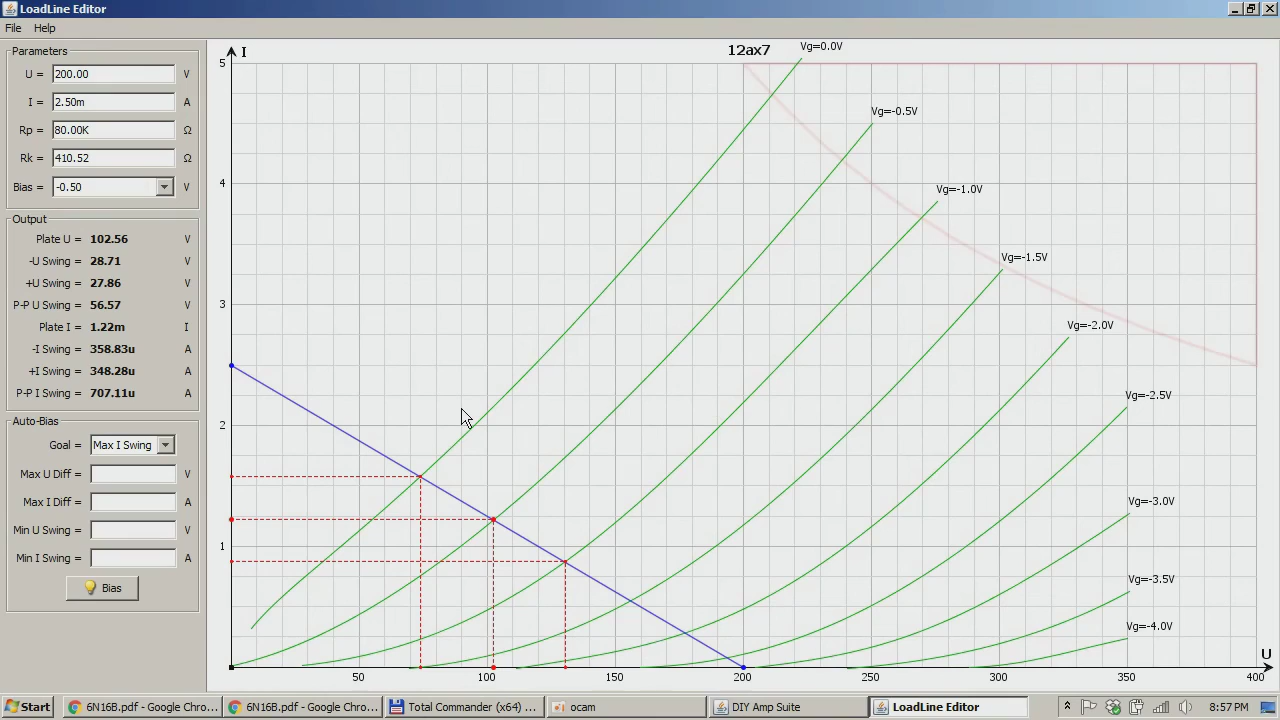 LoadLine Editor
File Help
Parameters
U = 200.00 V
I = 2.50m A
Rp = 80.00K Ω
Rk = 410.52 Ω
Bias = -0.50 V
Output
Plate U = 102.56 V
-U Swing = 28.71 V
+U Swing = 27.86 V
P-P U Swing = 56.57 V
Plate I = 1.22m I
-I Swing = 358.83u A
+I Swing = 348.28u A
P-P I Swing = 707.11u A
Auto-Bias
Goal = Max I Swing
Max U Diff = V
Max I Diff = A
Min U Swing = V
Min I Swing = A
Bias
I
12ax7
Vg=0.0V
Vg=-0.5V
Vg=-1.0V
Vg=-1.5V
Vg=-2.0V
Vg=-2.5V
Vg=-3.0V
Vg=-3.5V
Vg=-4.0V
5
4
3
2
1
U
50 100 150 200 250 300 350 400
Start 6N16B.pdf - Google Chro... 6N16B.pdf - Google Chro... Total Commander (x64) ... Cam DIY Amp Suite LoadLine Editor 8:57 PM